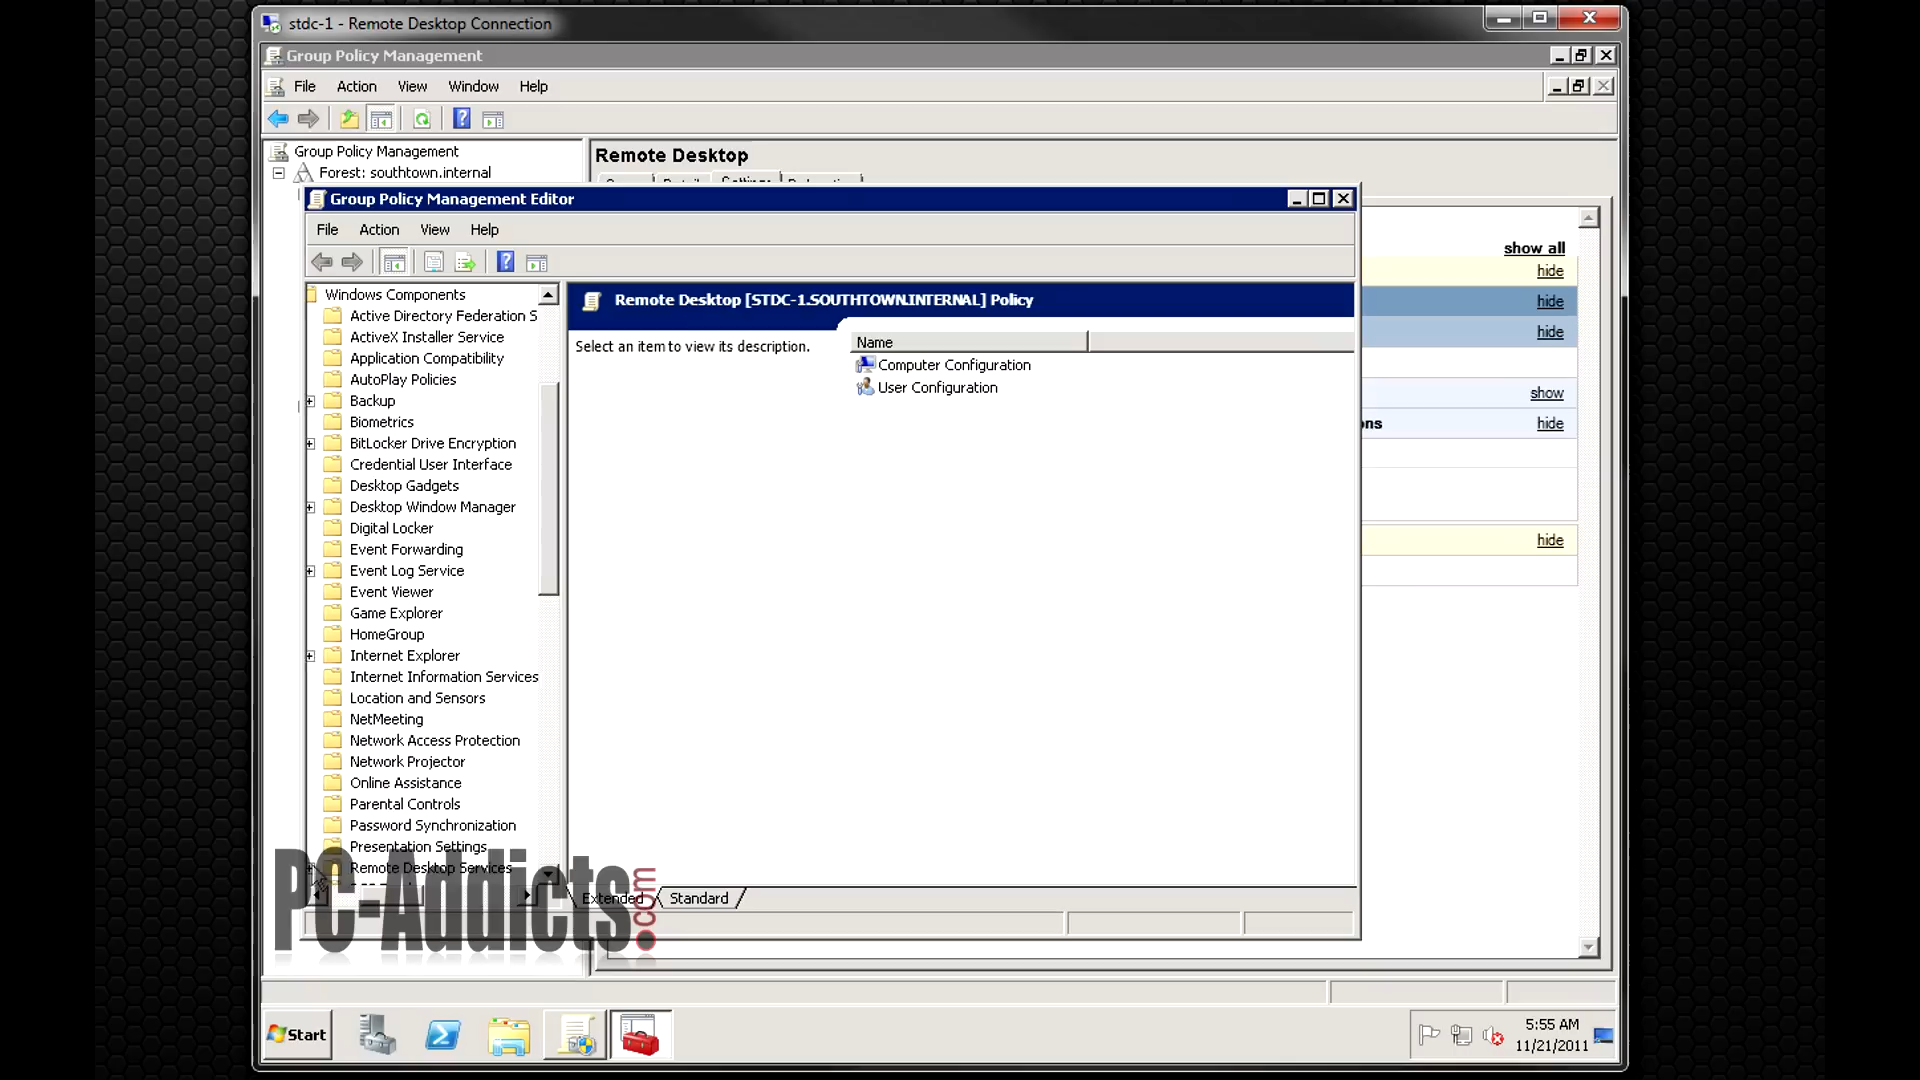 stdc-1 - Remote Desktop Connection
Group Policy Management
File Action View Window Help
Group Policy Management
Forest: southtown.internal
Remote Desktop
Settings
Group Policy Management Editor
File Action View Help
show all
hide
hide
hide
show
ons hide
hide
Windows Components
Active Directory Federation S
ActiveX Installer Service
Application Compatibility
AutoPlay Policies
Backup
Biometrics
BitLocker Drive Encryption
Credential User Interface
Desktop Gadgets
Desktop Window Manager
Digital Locker
Event Forwarding
Event Log Service
Event Viewer
Game Explorer
HomeGroup
Internet Explorer
Internet Information Services
Location and Sensors
NetMeeting
Network Access Protection
Network Projector
Online Assistance
Parental Controls
Password Synchronization
Presentation Settings
Remote Desktop Services
Remote Desktop [STDC-1.SOUTHTOWN.INTERNAL] Policy
Select an item to view its description.
Name
Computer Configuration
User Configuration
Extended Standard
PC-Addicts.com
Start
5:55 AM
11/21/2011